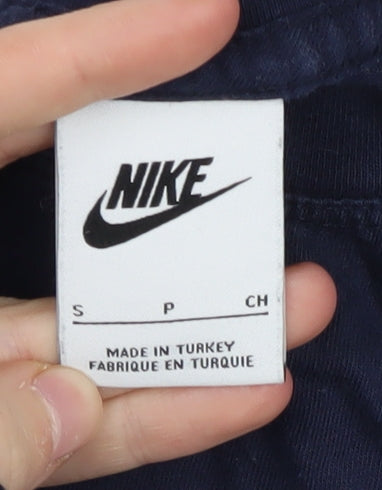 NIKE
S P CH
MADE IN TURKEY
FABRIQUE EN TURQUIE